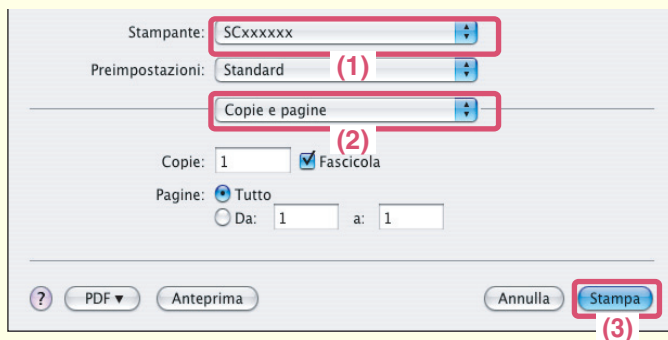 Stampante: SCxxxxxx
(1)
Preimpostazioni: Standard
Copie e pagine
(2)
Copie: 1 Fascicola
Pagine: Tutto
Da: 1 a: 1
? PDF▼ Anteprima Annulla Stampa
(3)